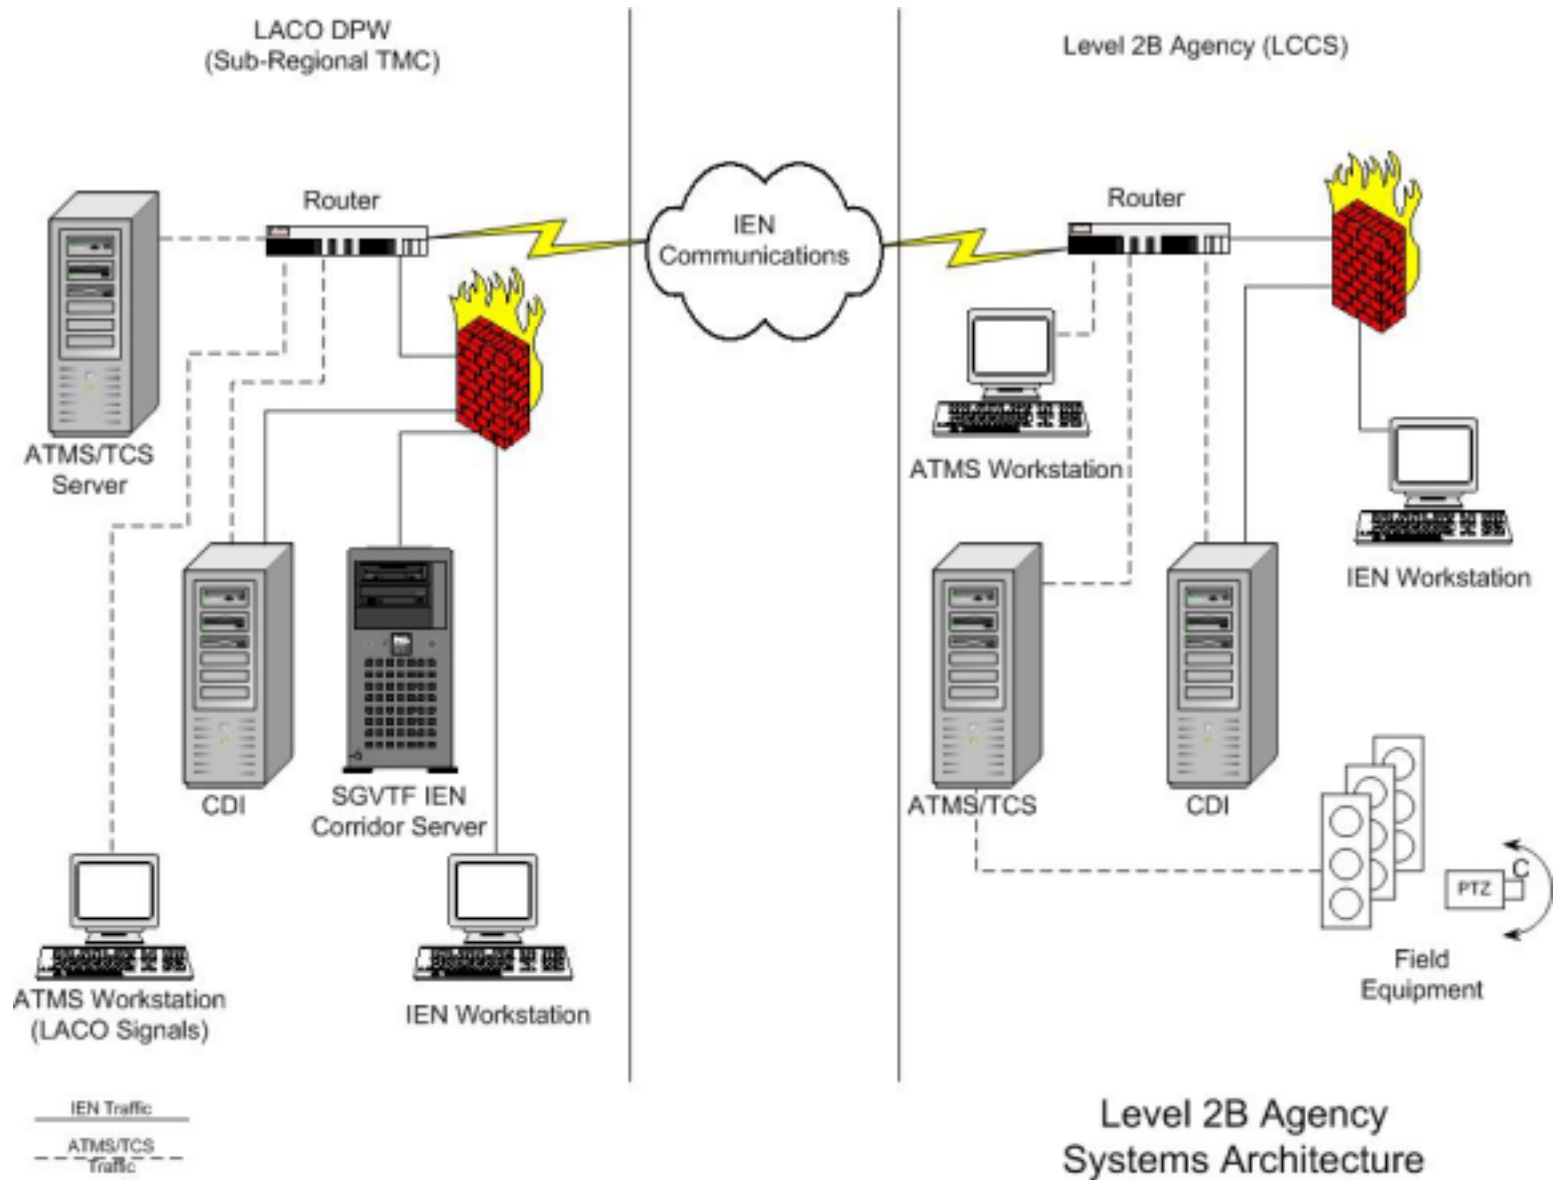 LACO DPW
(Sub-Regional TMC)
Level 2B Agency (LCCS)
Router
IEN
Communications
Router
ATMS/TCS
Server
ATMS Workstation
IEN Workstation
CDI
SGVTF IEN
Corridor Server
ATMS/TCS
CDI
PTZ
C
Field
Equipment
ATMS Workstation
(LACO Signals)
IEN Workstation
IEN Traffic
ATMS/TCS
Traffic
Level 2B Agency
Systems Architecture